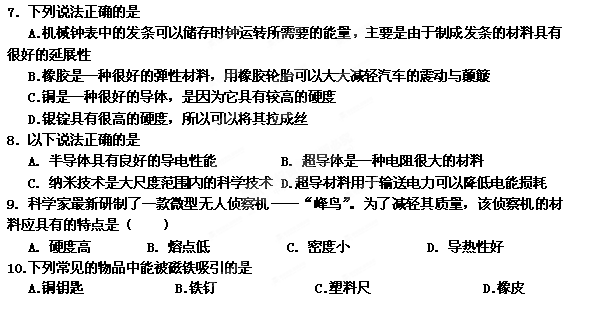 7. 下列说法正确的是
A.机械钟表中的发条可以储存时钟运转所需要的能量，主要是由于制成发条的材料具有
很好的延展性
B.橡胶是一种很好的弹性材料，用橡胶轮胎可以大大减轻汽车的震动与颠簸
C.铜是一种很好的导体，是因为它具有较高的硬度
D.银锭具有很高的硬度，所以可以将其拉成丝
8. 以下说法正确的是
A. 半导体具有良好的导电性能 B. 超导体是一种电阻很大的材料
C. 纳米技术是大尺度范围内的科学技术 D.超导材料用于输送电力可以降低电能损耗
9. 科学家最新研制了一款微型无人侦察机——“峰鸟”。为了减轻其质量，该侦察机的材
料应具有的特点是（ ）
A. 硬度高 B. 熔点低 C. 密度小 D. 导热性好
10.下列常见的物品中能被磁铁吸引的是
A.铜钥匙 B.铁钉 C.塑料尺 D.橡皮